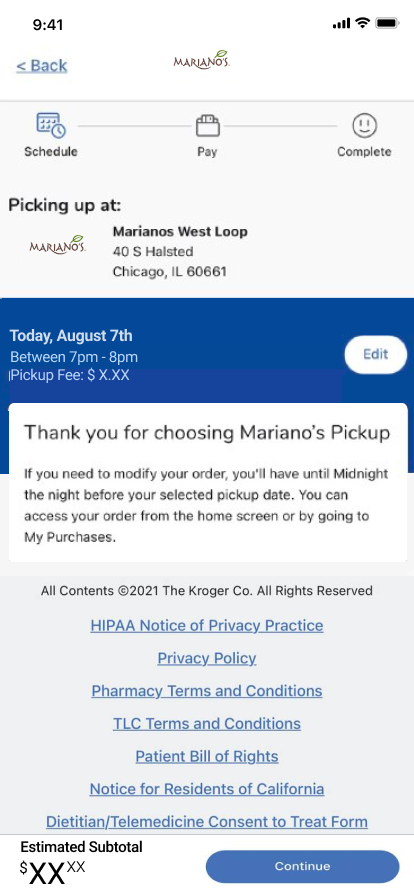 9:41
< Back
MARIANO'S
Schedule
Pay
Complete
Picking up at:
MARIANO'S
Marianos West Loop
40 S Halsted
Chicago, IL 60661
Today, August 7th
Between 7pm - 8pm
Pickup Fee: $ X.XX
Edit
Thank you for choosing Mariano's Pickup
If you need to modify your order, you'll have until Midnight
the night before your selected pickup date. You can
access your order from the home screen or by going to
My Purchases.
All Contents ©2021 The Kroger Co. All Rights Reserved
HIPAA Notice of Privacy Practice
Privacy Policy
Pharmacy Terms and Conditions
TLC Terms and Conditions
Patient Bill of Rights
Notice for Residents of California
Dietitian/Telemedicine Consent to Treat Form
Estimated Subtotal
$XX XX
Continue